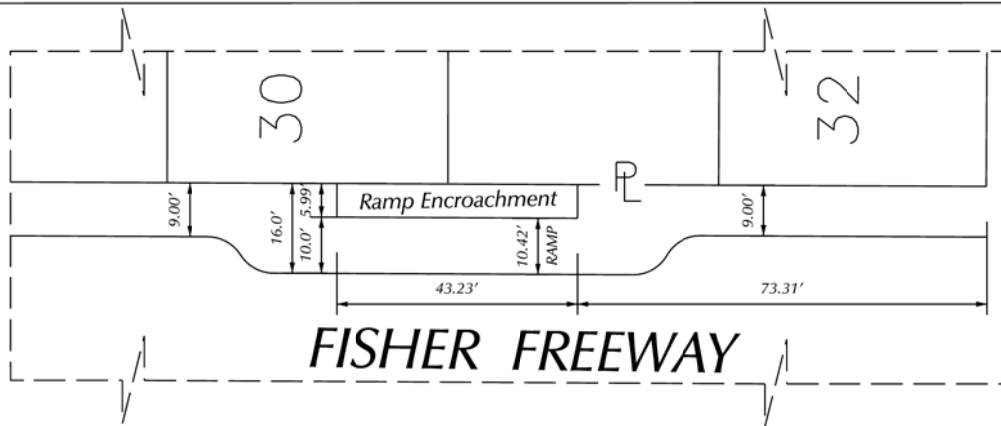 30
32
PL
Ramp Encroachment
9.00'
16.0'
5.99'
10.0'
10.42'
RAMP
9.00'
43.23'
73.31'
FISHER FREEWAY